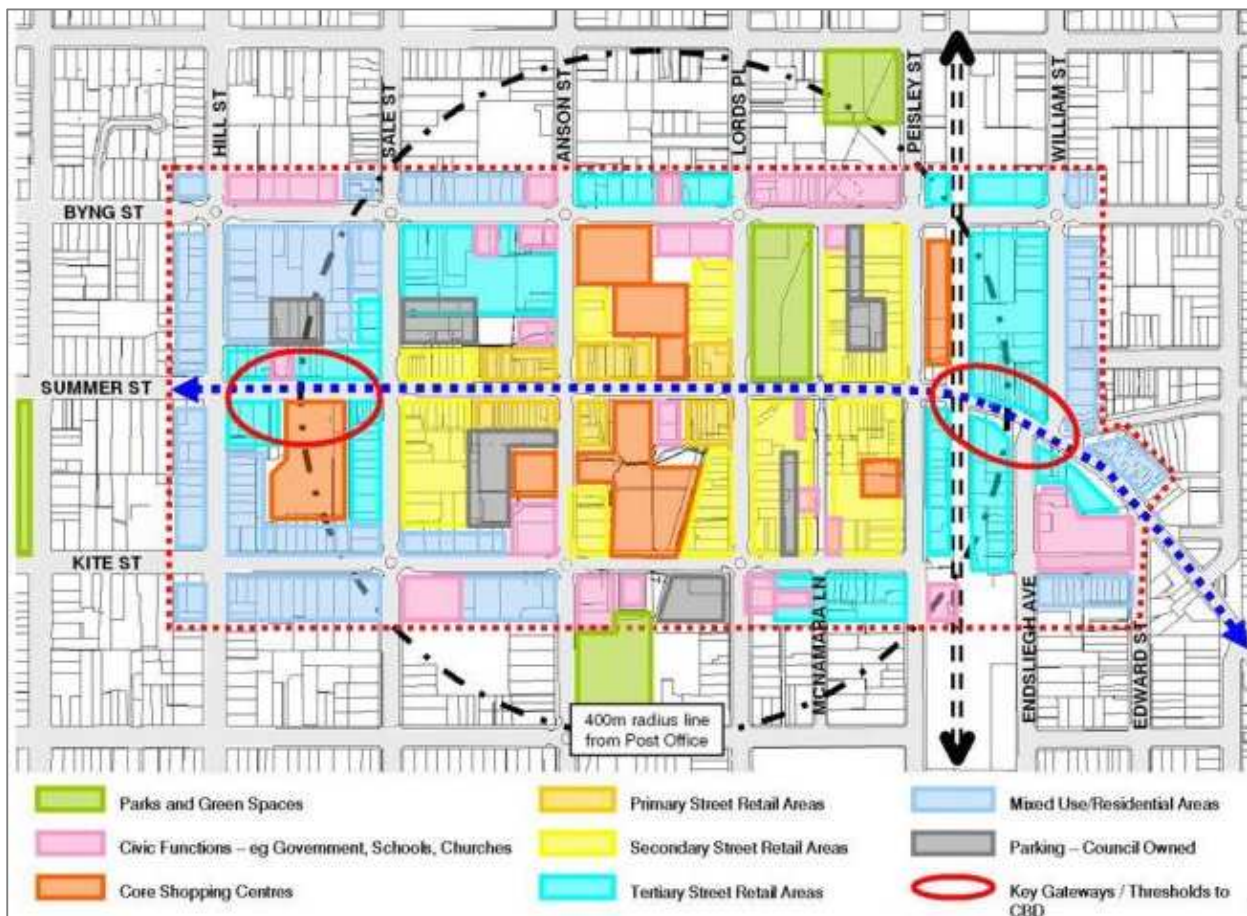 HILL ST
SALE ST
ANSON ST
LORDS PL
PEISLEY ST
WILLIAM ST
BYNG ST
SUMMER ST
KITE ST
MCNAMARA LN
ENDSLIEGH AVE
EDWARD ST
400m radius line
from Post Office
Parks and Green Spaces
Primary Street Retail Areas
Mixed Use/Residential Areas
Civic Functions – eg Government, Schools, Churches
Secondary Street Retail Areas
Parking – Council Owned
Core Shopping Centres
Tertiary Street Retail Areas
Key Gateways / Thresholds to
CBD